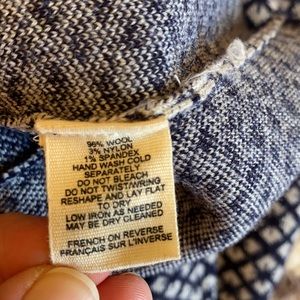 96% WOOL
3% NYLON
1% SPANDEX
HAND WASH COLD
SEPARATELY
DO NOT BLEACH
DO NOT TWIST/WRING
RESHAPE AND LAY FLAT
TO DRY
LOW IRON AS NEEDED
MAY BE DRY CLEANED
FRENCH ON REVERSE
FRANÇAIS SUR L'INVERSE